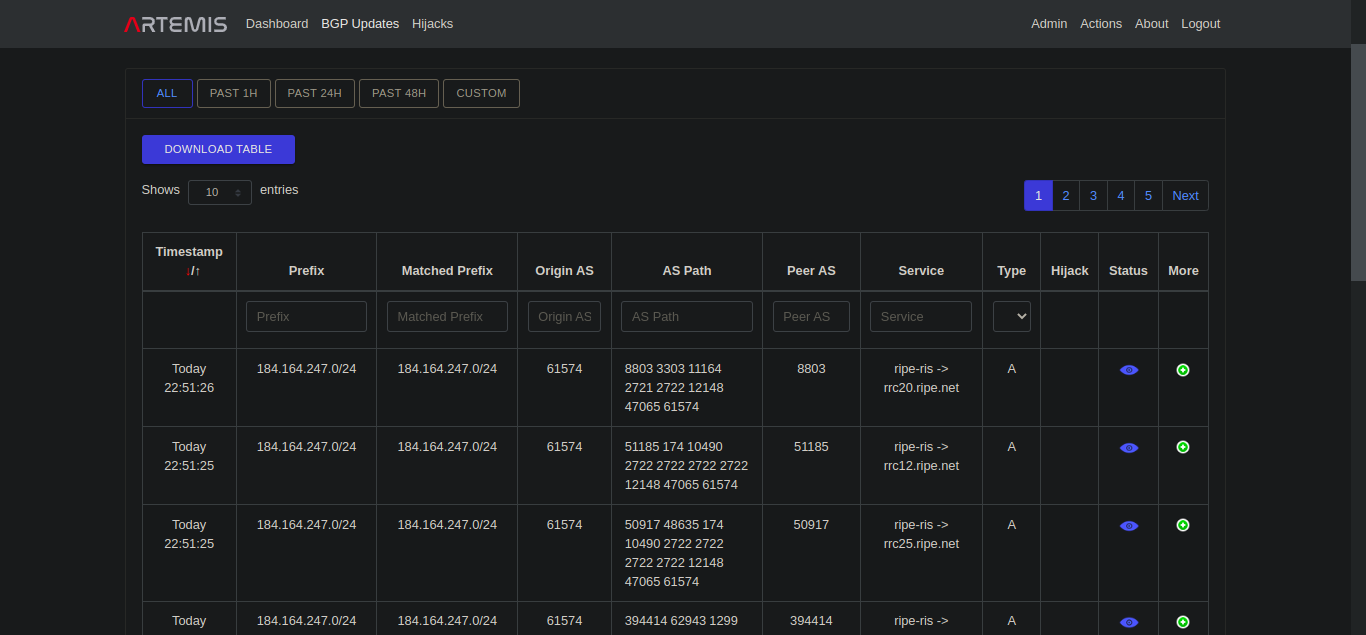 ARTEMIS Dashboard BGP Updates Hijacks Admin Actions About Logout
ALL PAST 1H PAST 24H PAST 48H CUSTOM
DOWNLOAD TABLE
Shows 10 entries
1 2 3 4 5 Next
Timestamp
↓/↑ Prefix Matched Prefix Origin AS AS Path Peer AS Service Type Hijack Status More
Prefix Matched Prefix Origin AS AS Path Peer AS Service
Today 184.164.247.0/24 184.164.247.0/24 61574 8803 3303 11164 8803 ripe-ris -> A
22:51:26 2721 2722 12148 rrc20.ripe.net
47065 61574
Today 184.164.247.0/24 184.164.247.0/24 61574 51185 174 10490 51185 ripe-ris -> A
22:51:25 2722 2722 2722 2722 rrc12.ripe.net
12148 47065 61574
Today 184.164.247.0/24 184.164.247.0/24 61574 50917 48635 174 50917 ripe-ris -> A
22:51:25 10490 2722 2722 rrc25.ripe.net
2722 2722 12148
47065 61574
Today 184.164.247.0/24 184.164.247.0/24 61574 394414 62943 1299 394414 ripe-ris -> A